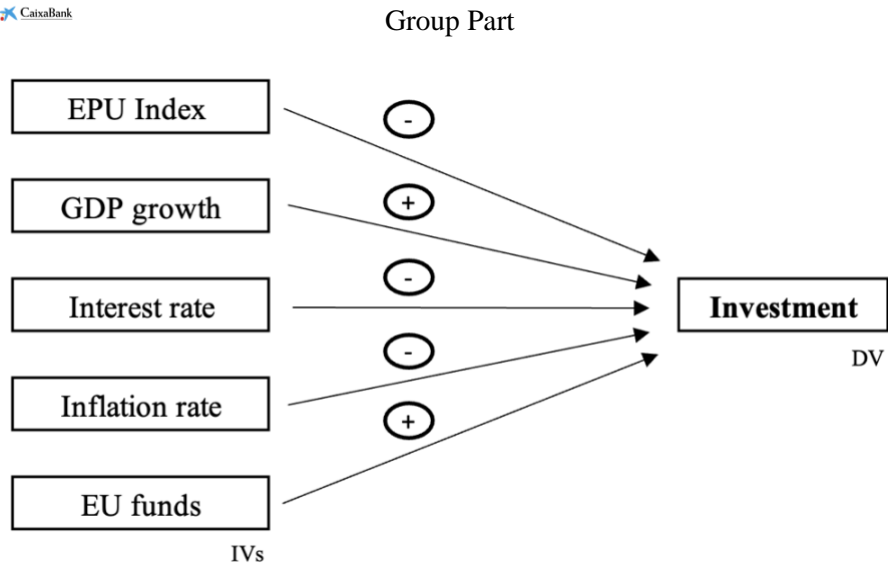 CaixaBank
Group Part
EPU Index
-
GDP growth
+
Interest rate
-
Investment
DV
Inflation rate
-
+
EU funds
IVs